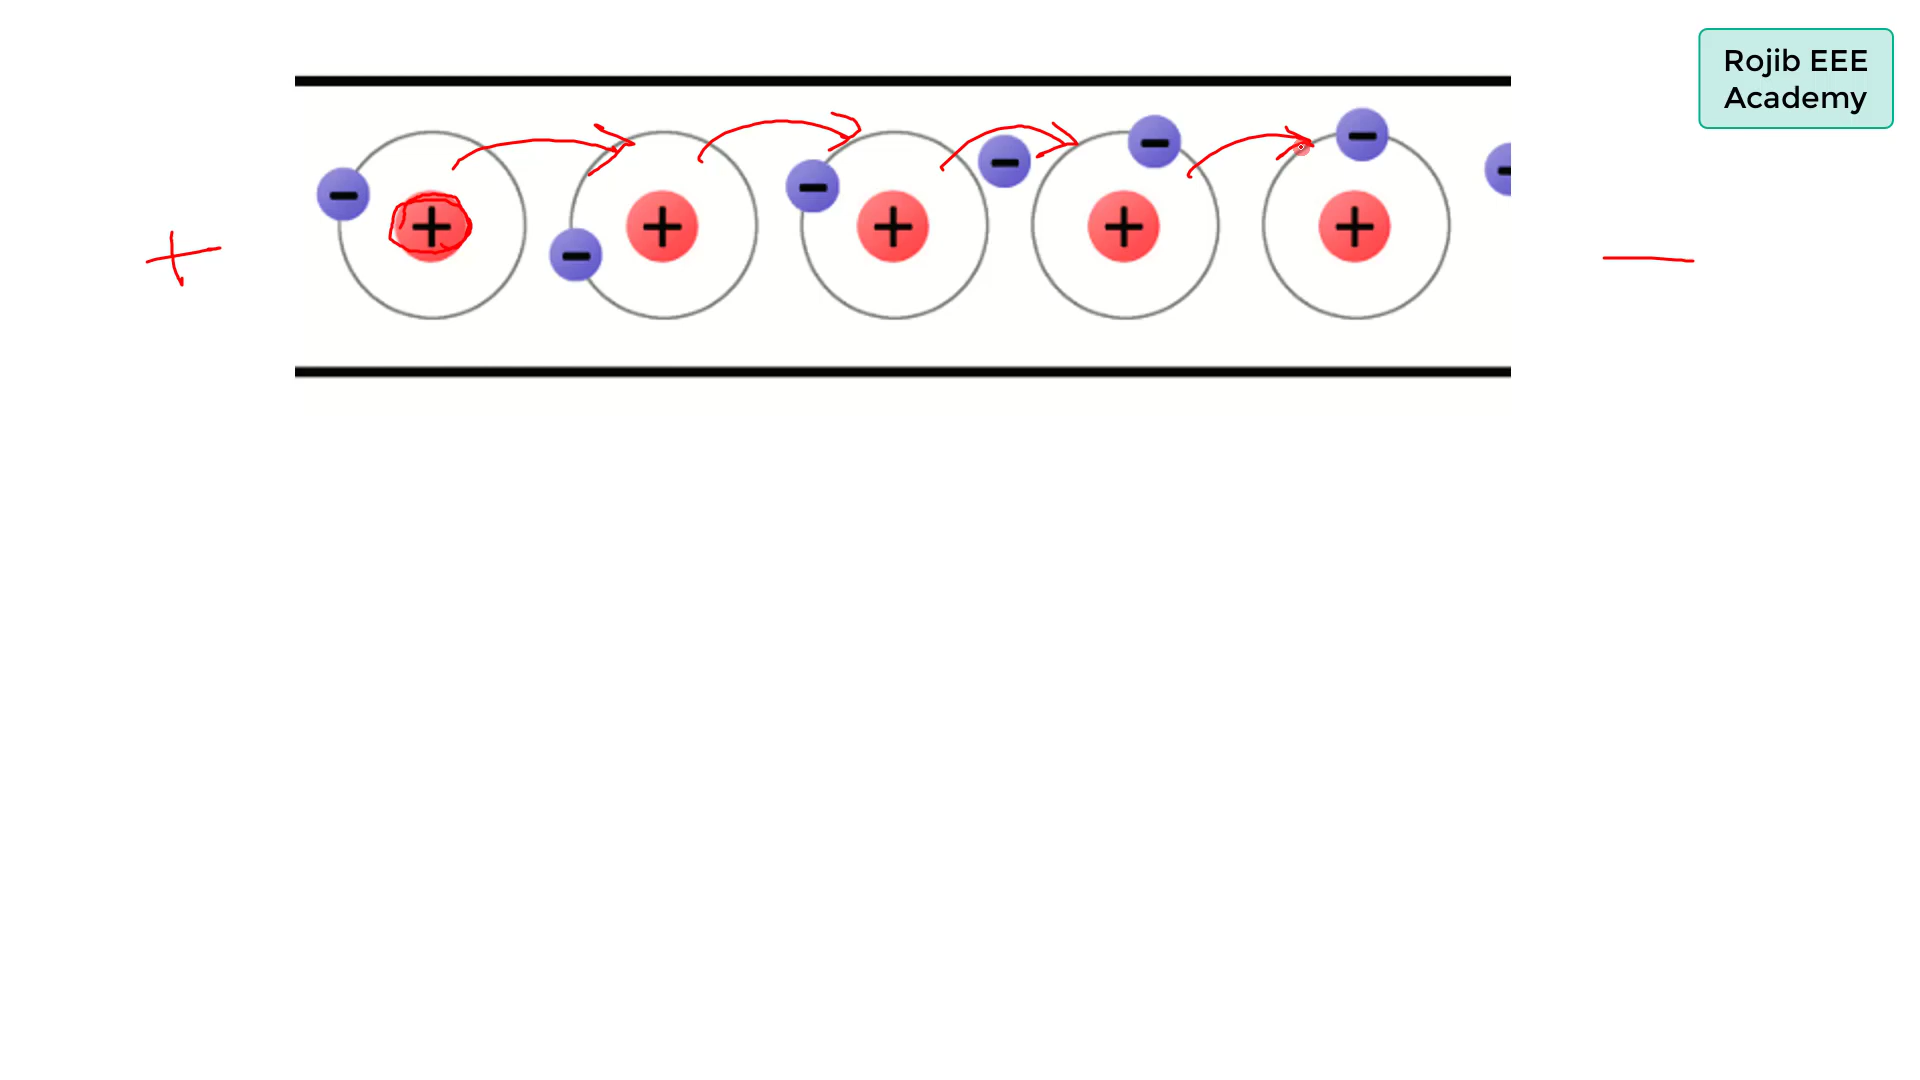 Rojib EEE
Academy
+ + + + + +
- - - - - - - -